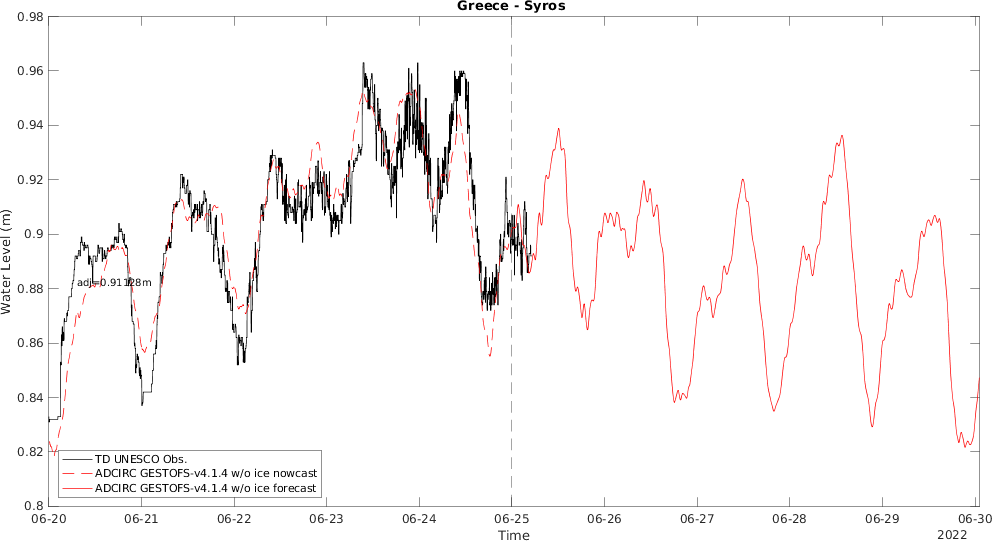 Greece - Syros
0.98
0.96
0.94
0.92
0.9
0.88
0.86
0.84
0.82
0.8
Water Level (m)
adj=0.91128m
TD UNESCO Obs.
ADCIRC GESTOFS-v4.1.4 w/o ice nowcast
ADCIRC GESTOFS-v4.1.4 w/o ice forecast
06-20 06-21 06-22 06-23 06-24 06-25 06-26 06-27 06-28 06-29 06-30
Time
2022